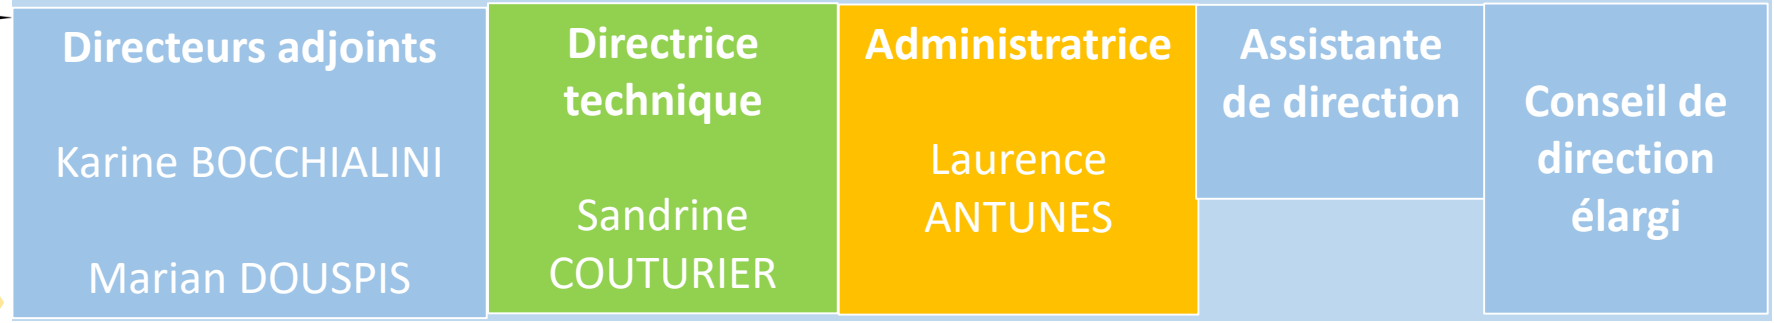 Directeurs adjoints
Karine BOCCHIALINI
Marian DOUSPIS
Directrice
technique
Sandrine
COUTURIER
Administratrice
Laurence
ANTUNES
Assistante
de direction
Conseil de
direction
élargi